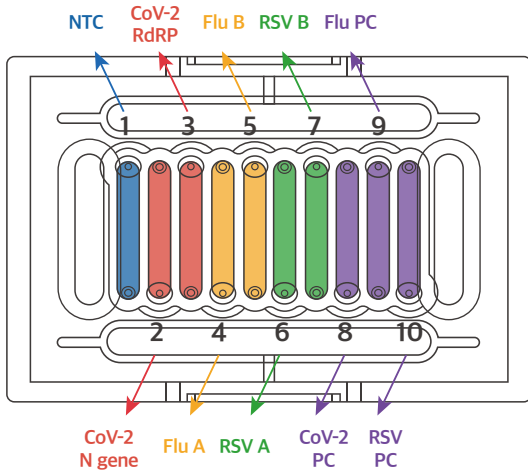 NTC
CoV-2
RdRP
Flu B
RSV B
Flu PC
1
3
5
7
9
2
4
6
8
10
CoV-2
N gene
Flu A
RSV A
CoV-2
PC
RSV
PC